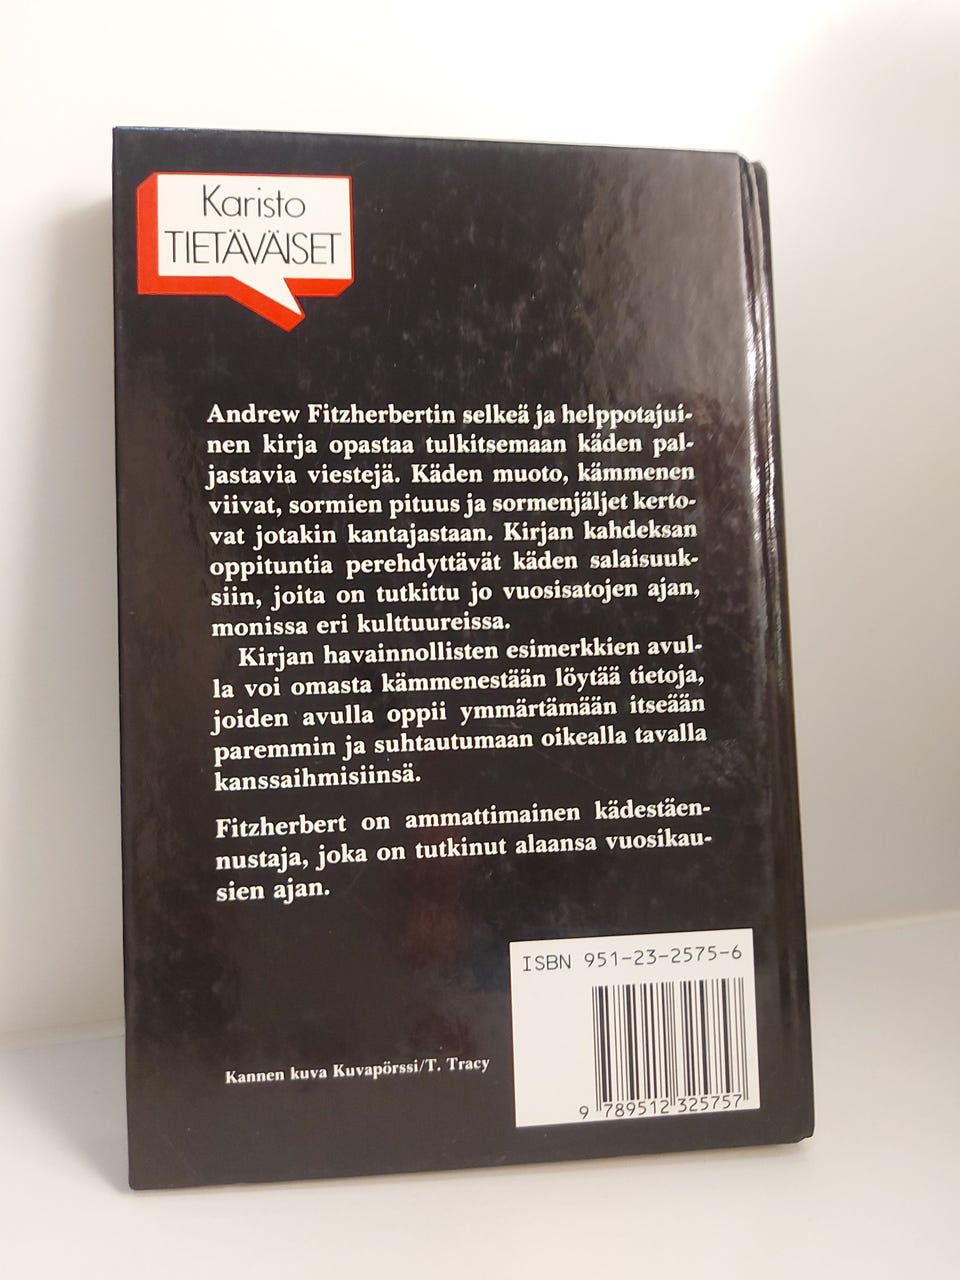 Karisto
TIETÄVÄISET
Andrew Fitzherbertin selkeä ja helppotajui-
nen kirja opastaa tulkitsemaan käden pal-
jastavia viestejä. Käden muoto, kämmenen
viivat, sormien pituus ja sormenjäljet kerto-
vat jotakin kantajastaan. Kirjan kahdeksan
oppituntia perehdyttävät käden salaisuuk-
siin, joita on tutkittu jo vuosisatojen ajan,
monissa eri kulttuureissa.
Kirjan havainnollisten esimerkkien avul-
la voi omasta kämmenestään löytää tietoja,
joiden avulla oppii ymmärtämään itseään
paremmin ja suhtautumaan oikealla tavalla
kanssaihmisiinsä.
Fitzherbert on ammattimainen kädestäen-
nustaja, joka on tutkinut alaansa vuosikau-
sien ajan.
ISBN 951-23-2575-6
Kannen kuva Kuvapörssi/T. Tracy
9 789512 325757